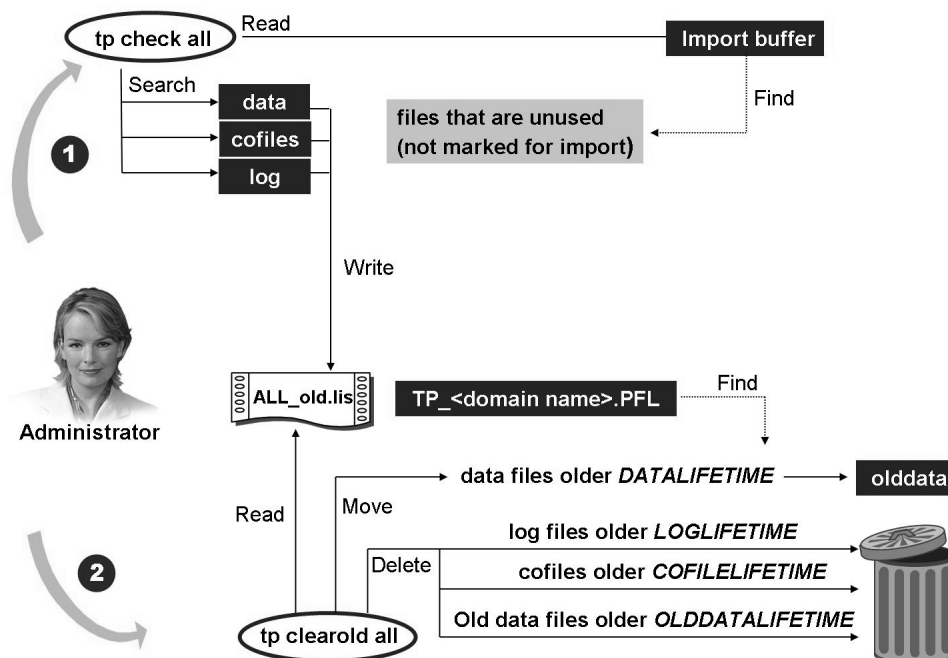 tp check all
Read
Import buffer
Search
data
cofiles
log
Find
files that are unused
(not marked for import)
1
Write
Administrator
ALL_old.lis
TP_<domain name>.PFL
Find
data files older DATALIFETIME
olddata
Read
Move
log files older LOGLIFETIME
Delete
cofiles older COFILELIFETIME
Old data files older OLDDATALIFETIME
2
tp clearold all